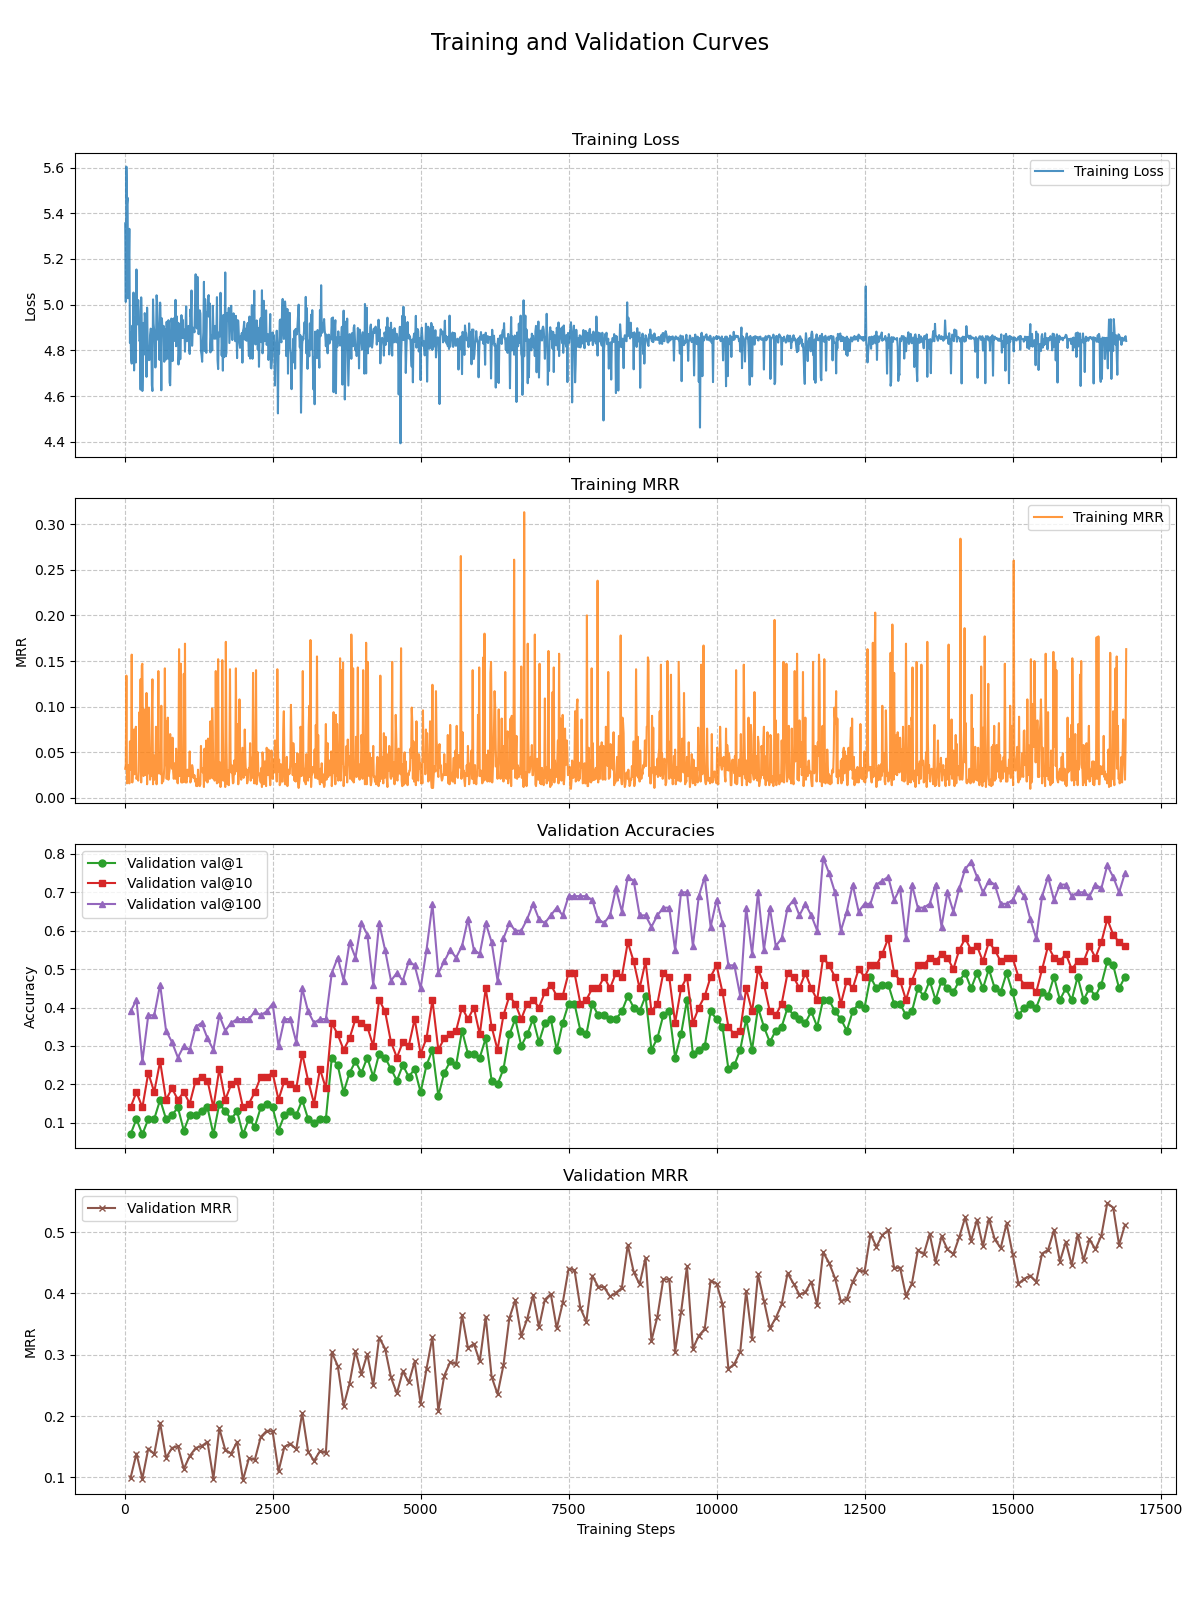 Training and Validation Curves
Training Loss
5.6
5.4
5.2
5.0
4.8
4.6
4.4
Loss
Training Loss
Training MRR
0.30
0.25
0.20
0.15
0.10
0.05
0.00
MRR
Training MRR
Validation Accuracies
0.8
0.7
0.6
0.5
0.4
0.3
0.2
0.1
Accuracy
Validation val@1
Validation val@10
Validation val@100
Validation MRR
0.5
0.4
0.3
0.2
0.1
MRR
Validation MRR
0 2500 5000 7500 10000 12500 15000 17500
Training Steps